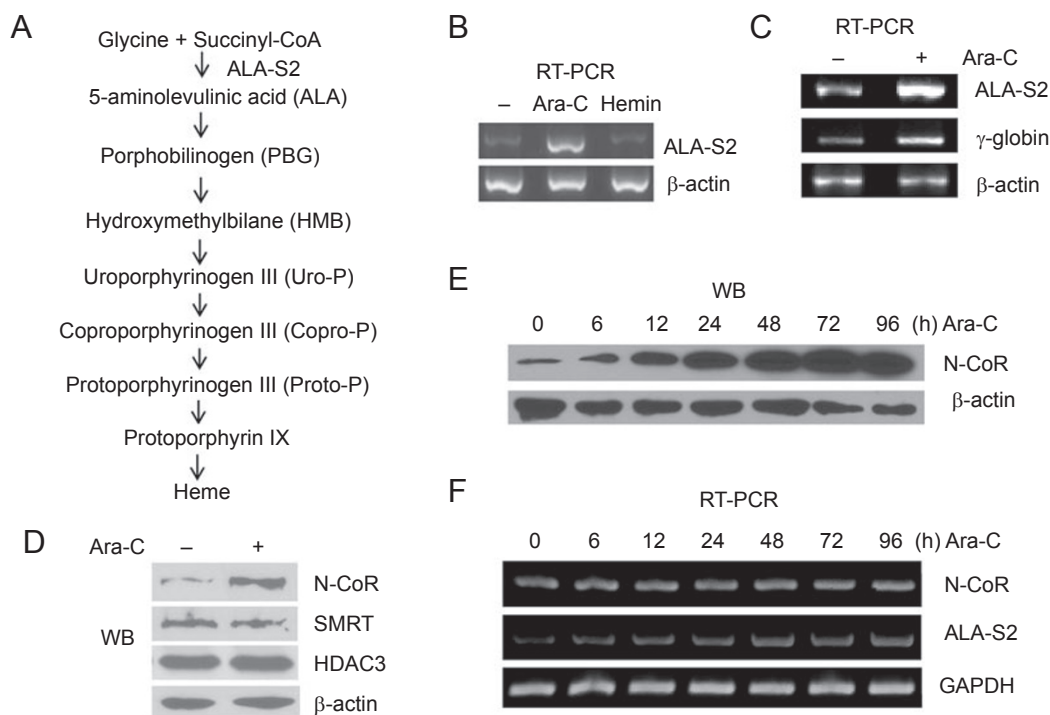 A
Glycine + Succinyl-CoA
ALA-S2
5-aminolevulinic acid (ALA)
Porphobilinogen (PBG)
Hydroxymethylbilane (HMB)
Uroporphyrinogen III (Uro-P)
Coproporphyrinogen III (Copro-P)
Protoporphyrinogen III (Proto-P)
Protoporphyrin IX
Heme
B
RT-PCR
– Ara-C Hemin
ALA-S2
β-actin
C
RT-PCR
– + Ara-C
ALA-S2
γ-globin
β-actin
D
Ara-C – +
N-CoR
WB
SMRT
HDAC3
β-actin
E
WB
0 6 12 24 48 72 96 (h) Ara-C
N-CoR
β-actin
F
RT-PCR
0 6 12 24 48 72 96 (h) Ara-C
N-CoR
ALA-S2
GAPDH